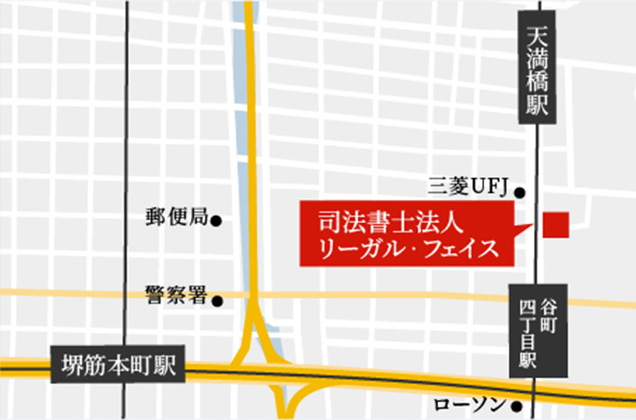 天満橋駅
三菱UFJ
郵便局
司法書士法人
リーガル・フェイス
警察署
谷町
四丁目駅
堺筋本町駅
ローソン